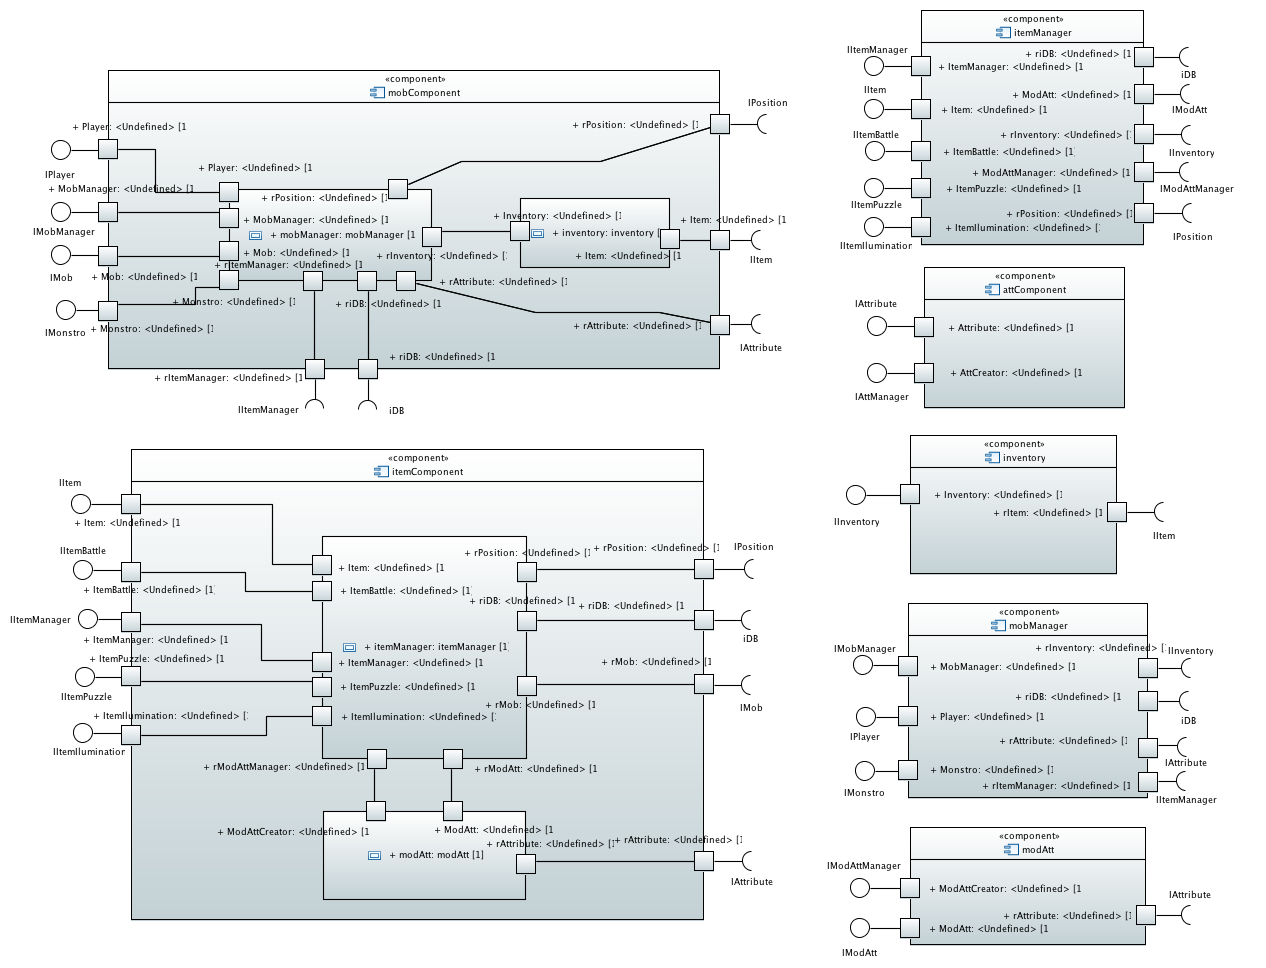 «component»
mobComponent
+ Player: <Undefined> [1
IPlayer
+ MobManager: <Undefined> [1
IMobManager
IMob
+ Mob: <Undefined> [1
IMonstro
+ Monstro: <Undefined> [1
+ Player: <Undefined> [1
+ rPosition: <Undefined> [1
+ MobManager: <Undefined> [1
+ mobManager: mobManager [1
+ Mob: <Undefined> [1
+ rItemManager: <Undefined> [1
+ Monstro: <Undefined> [1
+ riDB: <Undefined> [1
+ rInventory: <Undefined> [1
+ rAttribute: <Undefined> [1
+ Inventory: <Undefined> [1
+ inventory: inventory [1
+ Item: <Undefined> [1
+ rPosition: <Undefined> [1
IPosition
+ Item: <Undefined> [1
IItem
+ rAttribute: <Undefined> [1
IAttribute
+ riDB: <Undefined> [1
+ rItemManager: <Undefined> [1
IItemManager
iDB
«component»
itemComponent
IItem
+ Item: <Undefined> [1
IItemBattle
+ ItemBattle: <Undefined> [1
IItemManager
+ ItemManager: <Undefined> [1
+ ItemPuzzle: <Undefined> [1
IItemPuzzle
+ ItemIllumination: <Undefined> [1
IItemIllumination
+ Item: <Undefined> [1
+ ItemBattle: <Undefined> [1
+ itemManager: itemManager [1
+ ItemManager: <Undefined> [1
+ ItemPuzzle: <Undefined> [1
+ ItemIllumination: <Undefined> [1
+ rPosition: <Undefined> [1
+ riDB: <Undefined> [1
+ rMob: <Undefined> [1
+ rPosition: <Undefined> [1
IPosition
+ riDB: <Undefined> [1
iDB
+ rMob: <Undefined> [1
IMob
+ rModAttManager: <Undefined> [1
+ rModAtt: <Undefined> [1
+ ModAttCreator: <Undefined> [1
+ ModAtt: <Undefined> [1
+ rAttribute: <Undefined> [1
+ modAtt: modAtt [1]
+ rAttribute: <Undefined> [1
IAttribute
«component»
itemManager
IItemManager
+ ItemManager: <Undefined> [1
IItem
+ Item: <Undefined> [1
IItemBattle
+ ItemBattle: <Undefined> [1
+ ItemPuzzle: <Undefined> [1
IItemPuzzle
+ ItemIllumination: <Undefined> [1
IItemIllumination
+ riDB: <Undefined> [1
iDB
+ ModAtt: <Undefined> [1
IModAtt
+ rInventory: <Undefined> [1
IInventory
+ ModAttManager: <Undefined> [1
IModAttManager
+ rPosition: <Undefined> [1
IPosition
«component»
attComponent
IAttribute
+ Attribute: <Undefined> [1
+ AttCreator: <Undefined> [1
IAttManager
«component»
inventory
+ Inventory: <Undefined> [1
IInventory
+ rItem: <Undefined> [1
IItem
«component»
mobManager
+ rInventory: <Undefined> [1
IInventory
IMobManager
+ MobManager: <Undefined> [1
+ riDB: <Undefined> [1
iDB
+ Player: <Undefined> [1
IPlayer
+ rAttribute: <Undefined> [1
IAttribute
+ Monstro: <Undefined> [1
IMonstro
+ rItemManager: <Undefined> [1
IItemManager
«component»
modAtt
IModAttManager
+ ModAttCreator: <Undefined> [1
IAttribute
+ rAttribute: <Undefined> [1
+ ModAtt: <Undefined> [1
IModAtt